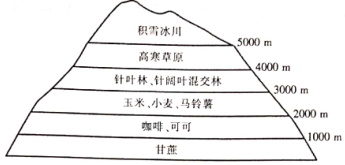 积雪冰川
5000 m
高寒草原
4000 m
针叶林、针阔叶混交林
3000 m
玉米、小麦、马铃薯
2000 m
咖啡、可可
1000 m
甘蔗